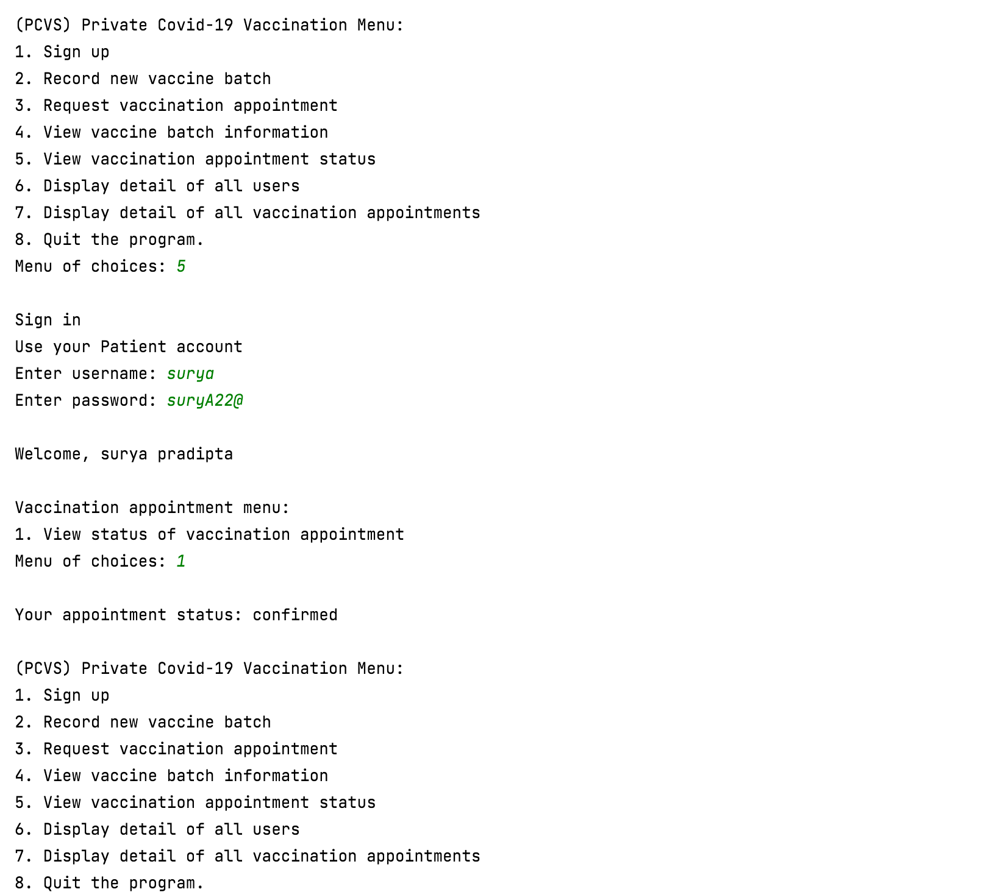 (PCVS) Private Covid-19 Vaccination Menu:
1. Sign up
2. Record new vaccine batch
3. Request vaccination appointment
4. View vaccine batch information
5. View vaccination appointment status
6. Display detail of all users
7. Display detail of all vaccination appointments
8. Quit the program.
Menu of choices: 5
Sign in
Use your Patient account
Enter username: surya
Enter password: suryA22@
Welcome, surya pradipta
Vaccination appointment menu:
1. View status of vaccination appointment
Menu of choices: 1
Your appointment status: confirmed
(PCVS) Private Covid-19 Vaccination Menu:
1. Sign up
2. Record new vaccine batch
3. Request vaccination appointment
4. View vaccine batch information
5. View vaccination appointment status
6. Display detail of all users
7. Display detail of all vaccination appointments
8. Quit the program.